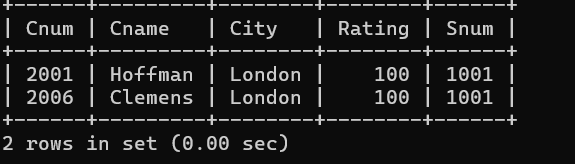 +------+---------+--------+--------+------+
| Cnum | Cname   | City   | Rating | Snum |
+------+---------+--------+--------+------+
| 2001 | Hoffman | London |    100 | 1001 |
| 2006 | Clemens | London |    100 | 1001 |
+------+---------+--------+--------+------+
2 rows in set (0.00 sec)